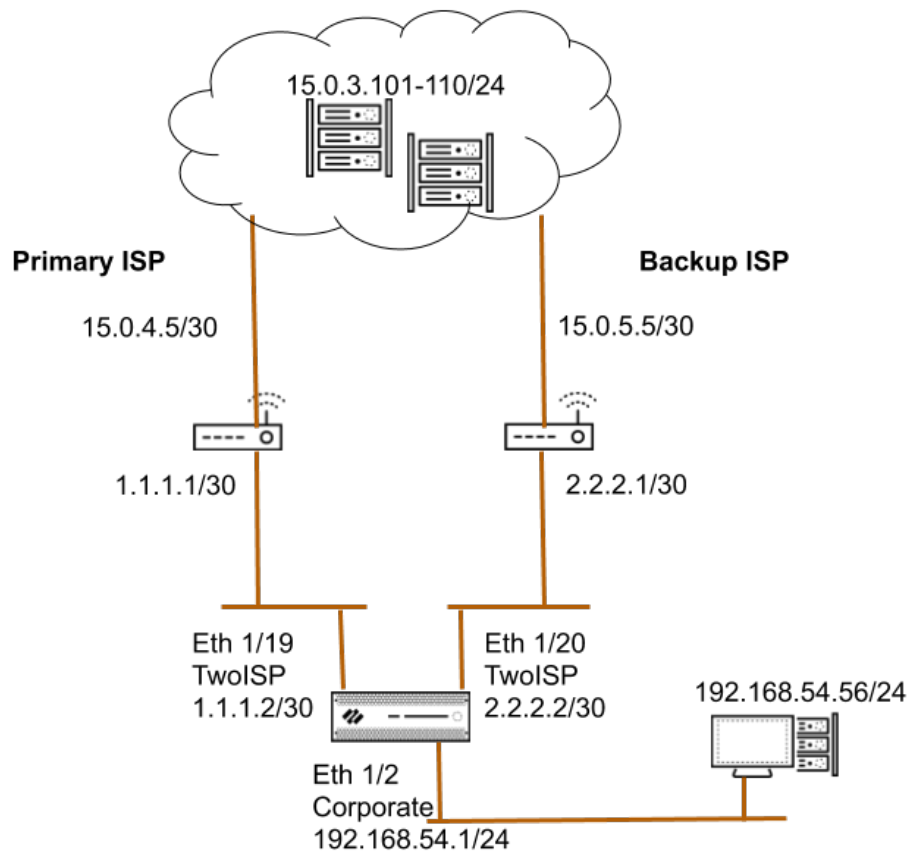 15.0.3.101-110/24
Primary ISP
Backup ISP
15.0.4.5/30
15.0.5.5/30
1.1.1.1/30
2.2.2.1/30
Eth 1/19
TwoISP
1.1.1.2/30
Eth 1/20
TwoISP
2.2.2.2/30
192.168.54.56/24
Eth 1/2
Corporate
192.168.54.1/24